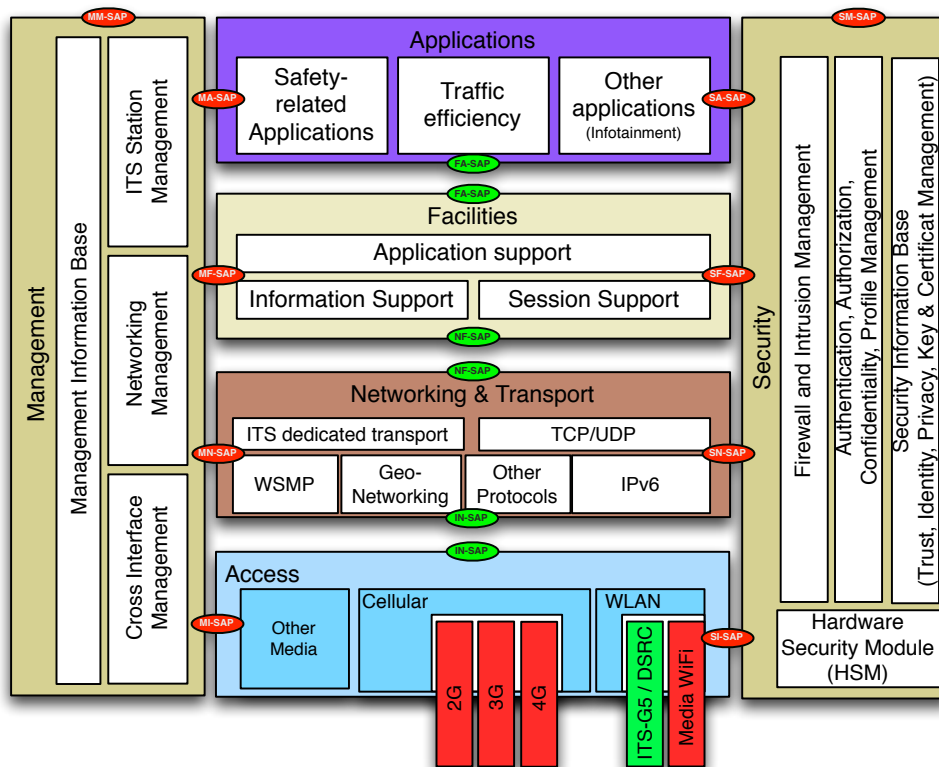 MM-SAP
SM-SAP
Management
Management Information Base
ITS Station
Management
Networking
Management
Cross Interface
Management
MA-SAP
MF-SAP
MN-SAP
MI-SAP
Applications
Safety-
related
Applications
Traffic
efficiency
Other
applications
(Infotainment)
FA-SAP
FA-SAP
Facilities
Application support
Information Support
Session Support
NF-SAP
NF-SAP
Networking & Transport
ITS dedicated transport
TCP/UDP
WSMP
Geo-
Networking
Other
Protocols
IPv6
IN-SAP
IN-SAP
Access
Other
Media
Cellular
2G
3G
4G
WLAN
ITS-G5 / DSRC
Media WiFi
SA-SAP
SF-SAP
SN-SAP
SI-SAP
Security
Firewall and Intrusion Management
Authentication, Authorization,
Confidentiality, Profile Management
Security Information Base
(Trust, Identity, Privacy, Key & Certificat Management)
Hardware
Security Module
(HSM)